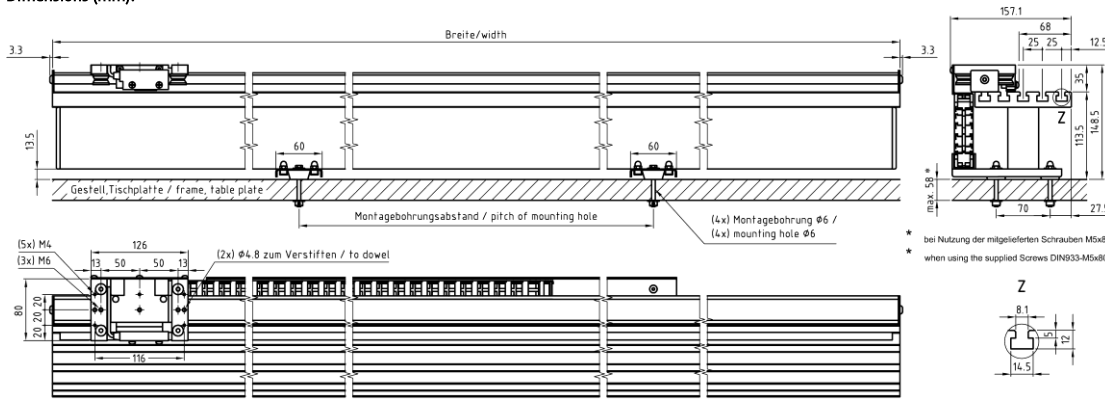 Dimensions (mm):
Breite/width
3.3
3.3
13.5
60
60
Gestell,Tischplatte / frame, table plate
Montagebohrungsabstand / pitch of mounting hole
(4x) Montagebohrung Φ6 /
(4x) mounting hole Φ6
157.1
68
25
25
12.5
35
Z
113.5
148.5
max. 58 *
70
27.5
* bei Nutzung der mitgelieferten Schrauben M5x8
* when using the supplied Screws DIN933-M5x80
(5x) M4
(3x) M6
126
13
50
50
13
(2x) Φ4.8 zum Verstiften / to dowel
80
20
20
20
116
Z
8.1
5
12
14.5